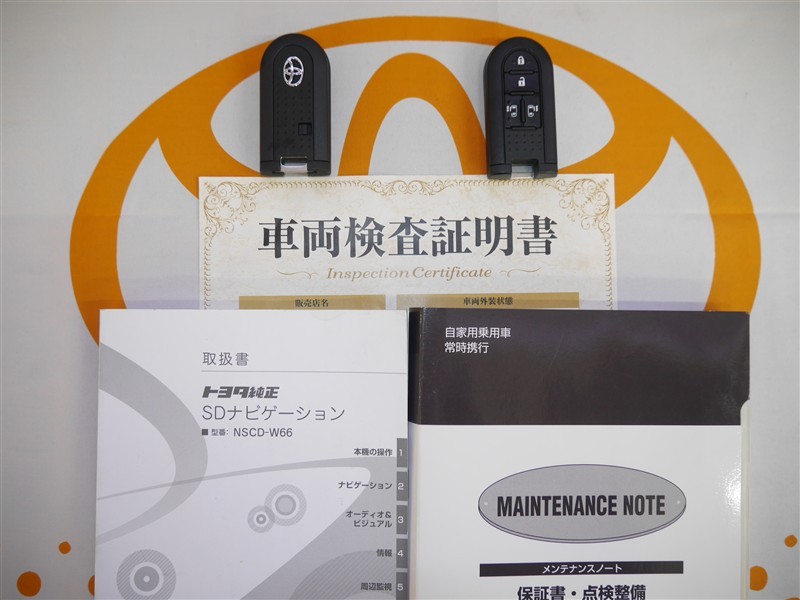 車両検査証明書
Inspection Certificate
販売店名
車両外装状態
取扱書
トヨタ純正
SDナビゲーション
■ 型番: NSCD-W66
本機の操作 1
ナビゲーション 2
オーディオ&
ビジュアル 3
情報 4
周辺監視 5
自家用乗用車
常時携行
MAINTENANCE NOTE
メンテナンスノート
保証書・点検整備